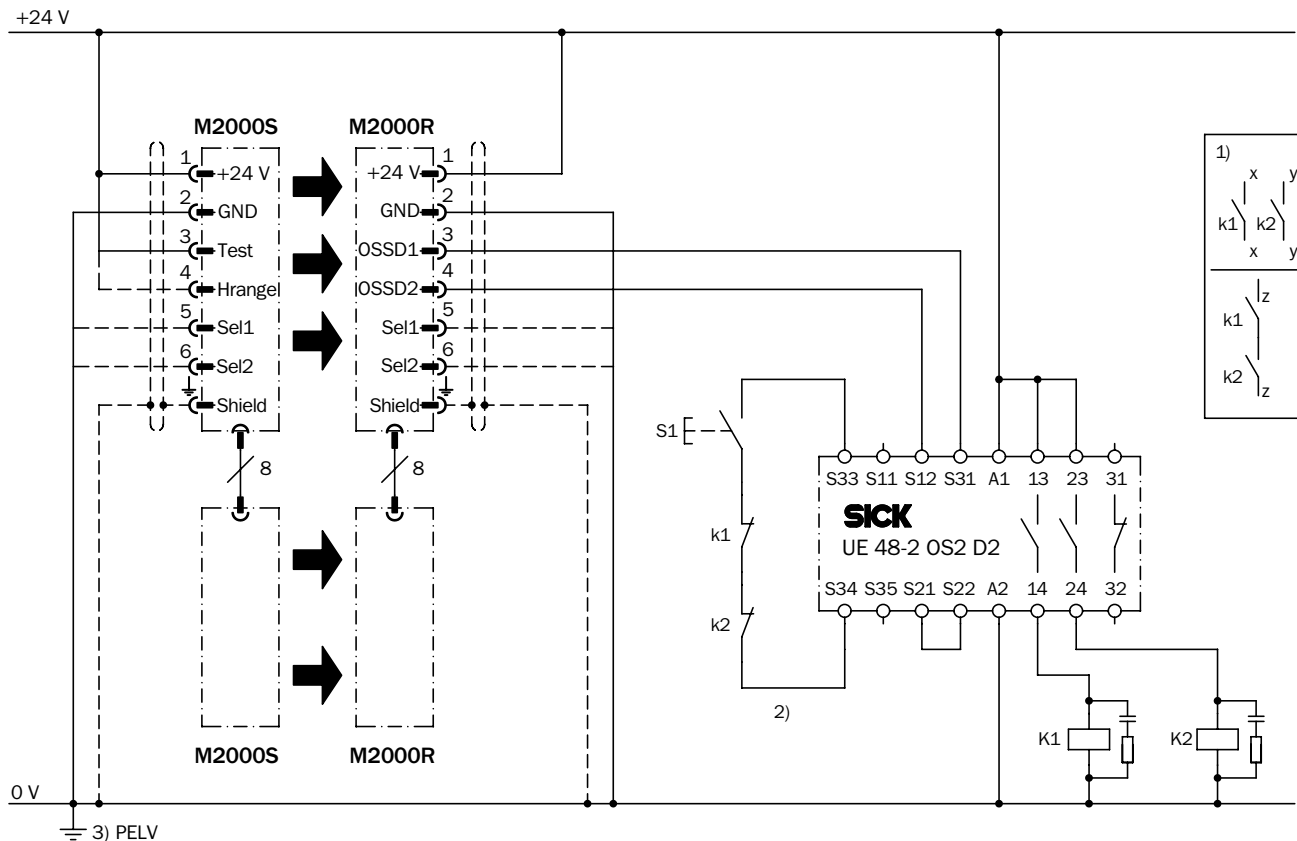 +24 V
M2000S
M2000R
1 +24 V
2 GND
3 Test
4 Hrangel
5 Sel1
6 Sel2
Shield
8
+24 V 1
GND 2
OSSD1 3
OSSD2 4
Sel1 5
Sel2 6
Shield
8
M2000S
M2000R
0 V
3) PELV
S1
k1
k2
2)
S33 S11 S12 S31 A1 13 23 31
SICK
UE 48-2 OS2 D2
S34 S35 S21 S22 A2 14 24 32
K1
K2
1)
x y
k1 k2
x y
z
k1
k2
z